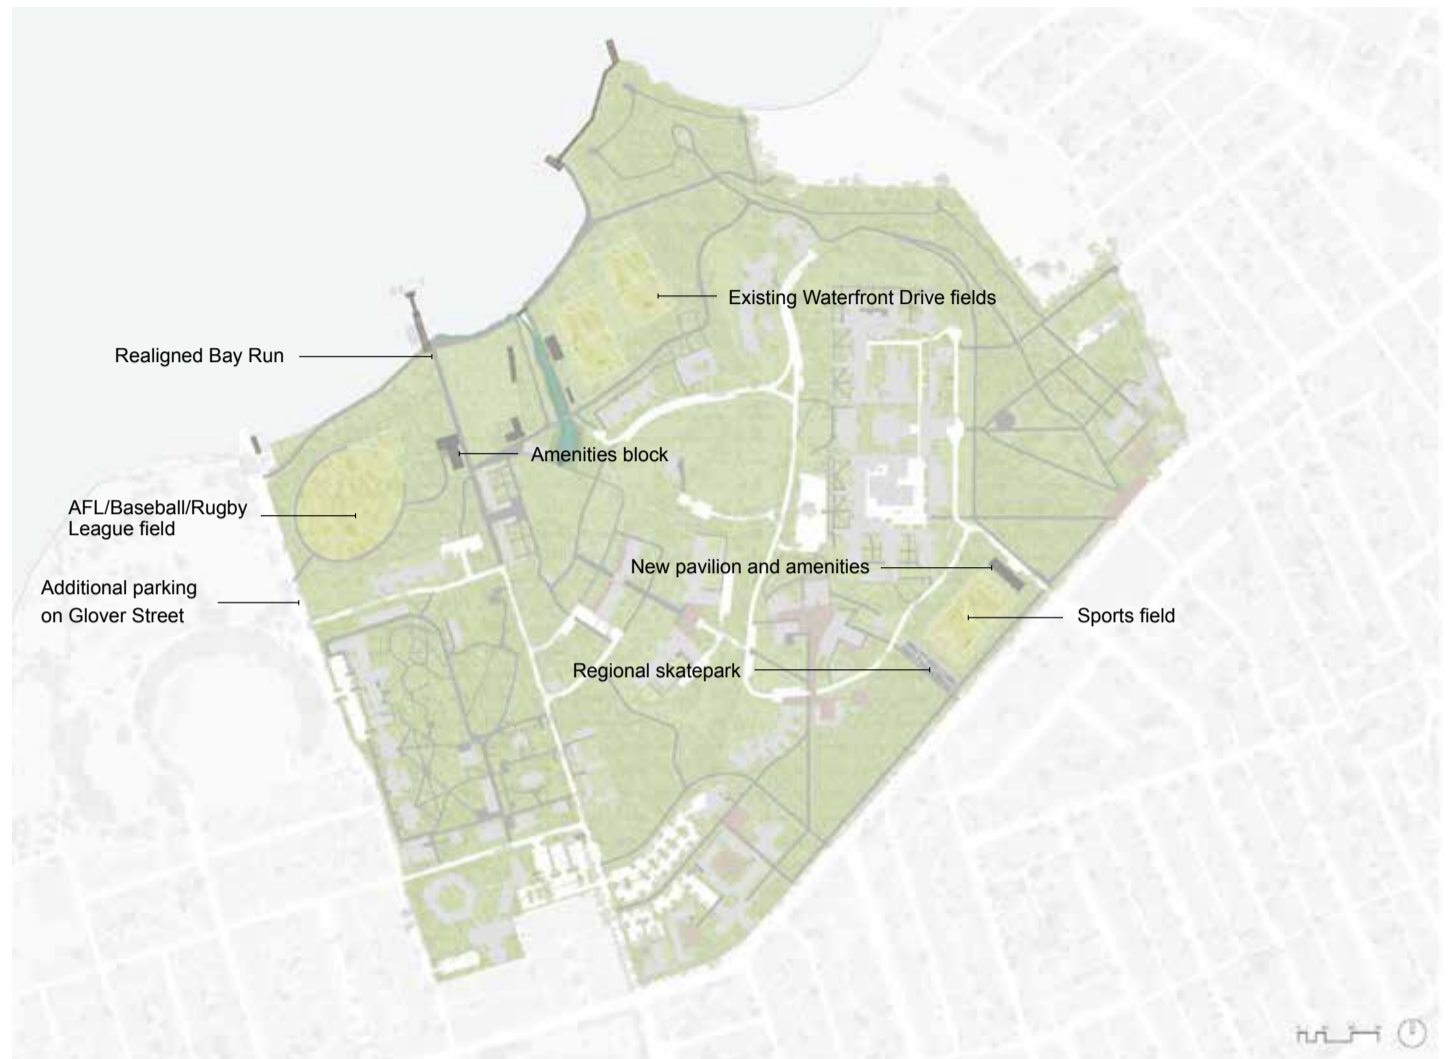 Existing Waterfront Drive fields
Realigned Bay Run
Amenities block
AFL/Baseball/Rugby
League field
New pavilion and amenities
Additional parking
on Glover Street
Sports field
Regional skatepark